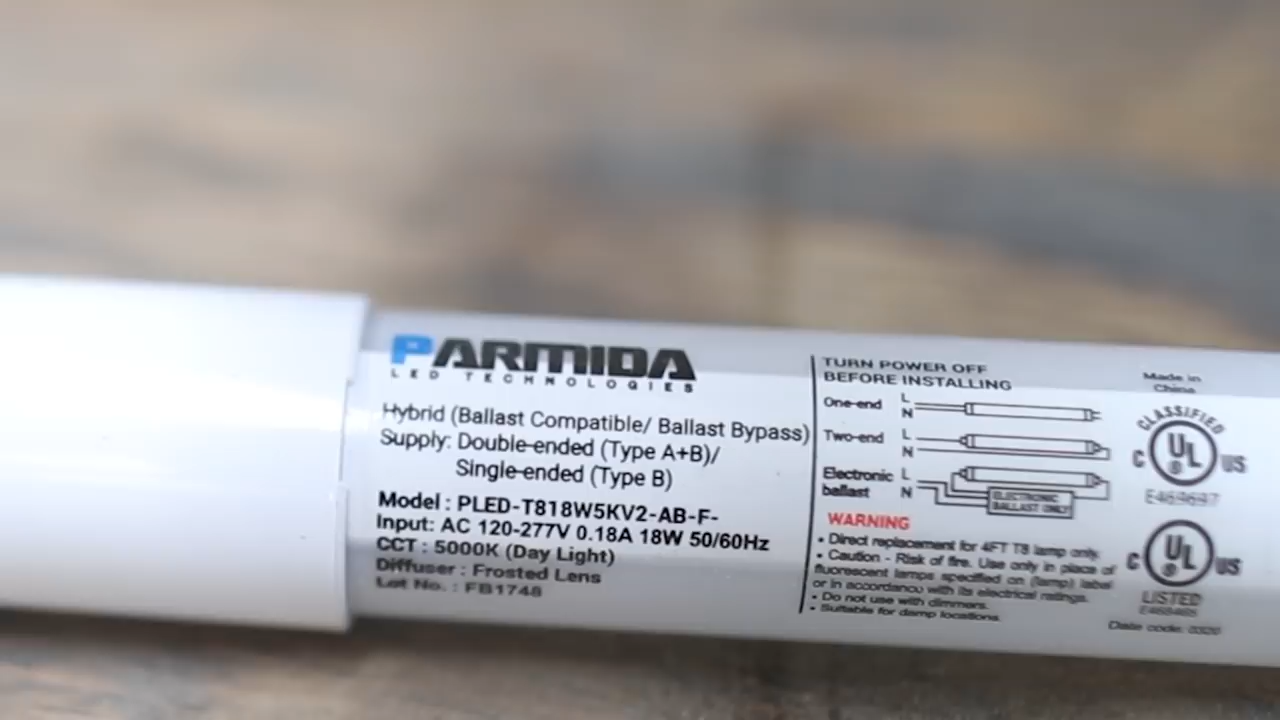 PARMIDA
LED TECHNOLOGIES
Hybrid (Ballast Compatible/ Ballast Bypass)
Supply: Double-ended (Type A+B)/
Single-ended (Type B)
Model : PLED-T818W5KV2-AB-F-
Input: AC 120-277V 0.18A 18W 50/60Hz
CCT : 5000K (Day Light)
Diffuser : Frosted Lens
Lot No. : FB1748
TURN POWER OFF
BEFORE INSTALLING
One-end L
N
Two-end L
N
Electronic L
ballast N
ELECTRONIC
BALLAST ONLY
WARNING
• Direct replacement for 4FT T8 lamp only.
• Caution - Risk of fire. Use only in place of
fluorescent lamps specified on (lamp) label
or in accordancu with its electrical ratings.
• Do not use with dimmers.
• Suitable for damp locations.
Made in
China
CLASSIFIED
C UL US
®
E469697
C UL US
®
LISTED
Date code: 0320